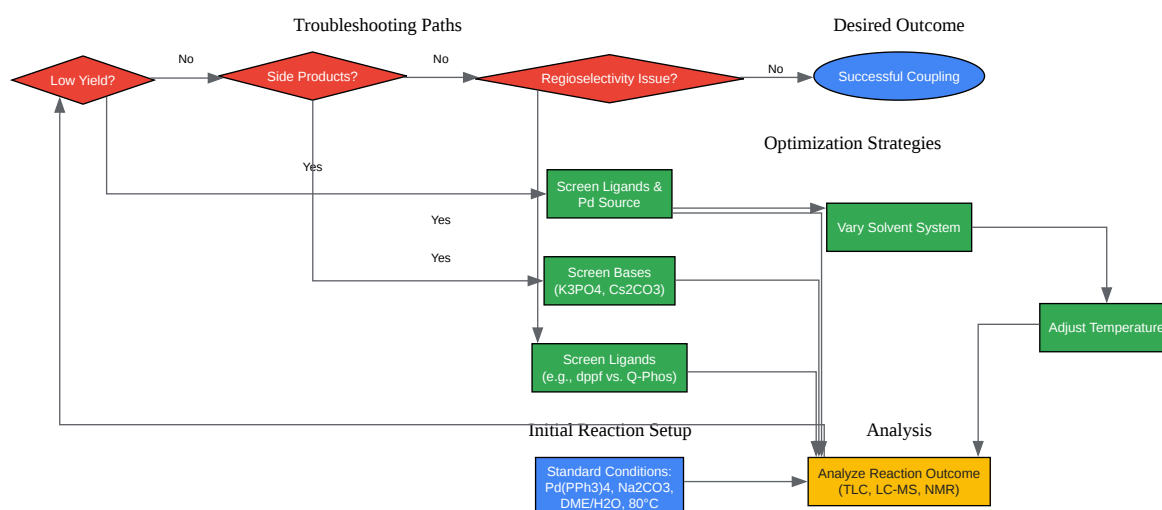 Troubleshooting Paths
Desired Outcome
Low Yield?
No
Side Products?
No
Regioselectivity Issue?
No
Successful Coupling
Optimization Strategies
Yes
Screen Ligands &
Pd Source
Yes
Vary Solvent System
Yes
Screen Bases
(K3PO4, Cs2CO3)
Adjust Temperature
Screen Ligands
(e.g., dppf vs. Q-Phos)
Initial Reaction Setup
Analysis
Standard Conditions:
Pd(PPh3)4, Na2CO3,
DME/H2O, 80°C
Analyze Reaction Outcome
(TLC, LC-MS, NMR)